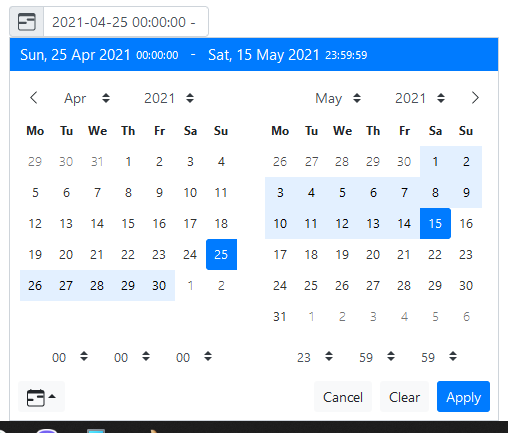 2021-04-25 00:00:00 -
Sun, 25 Apr 2021 00:00:00 - Sat, 15 May 2021 23:59:59
Apr 2021 May 2021
Mo Tu We Th Fr Sa Su Mo Tu We Th Fr Sa Su
29 30 31 1 2 3 4 26 27 28 29 30 1 2
5 6 7 8 9 10 11 3 4 5 6 7 8 9
12 13 14 15 16 17 18 10 11 12 13 14 15 16
19 20 21 22 23 24 25 17 18 19 20 21 22 23
26 27 28 29 30 1 2 24 25 26 27 28 29 30
31 1 2 3 4 5 6
00 00 00 23 59 59
Cancel Clear Apply